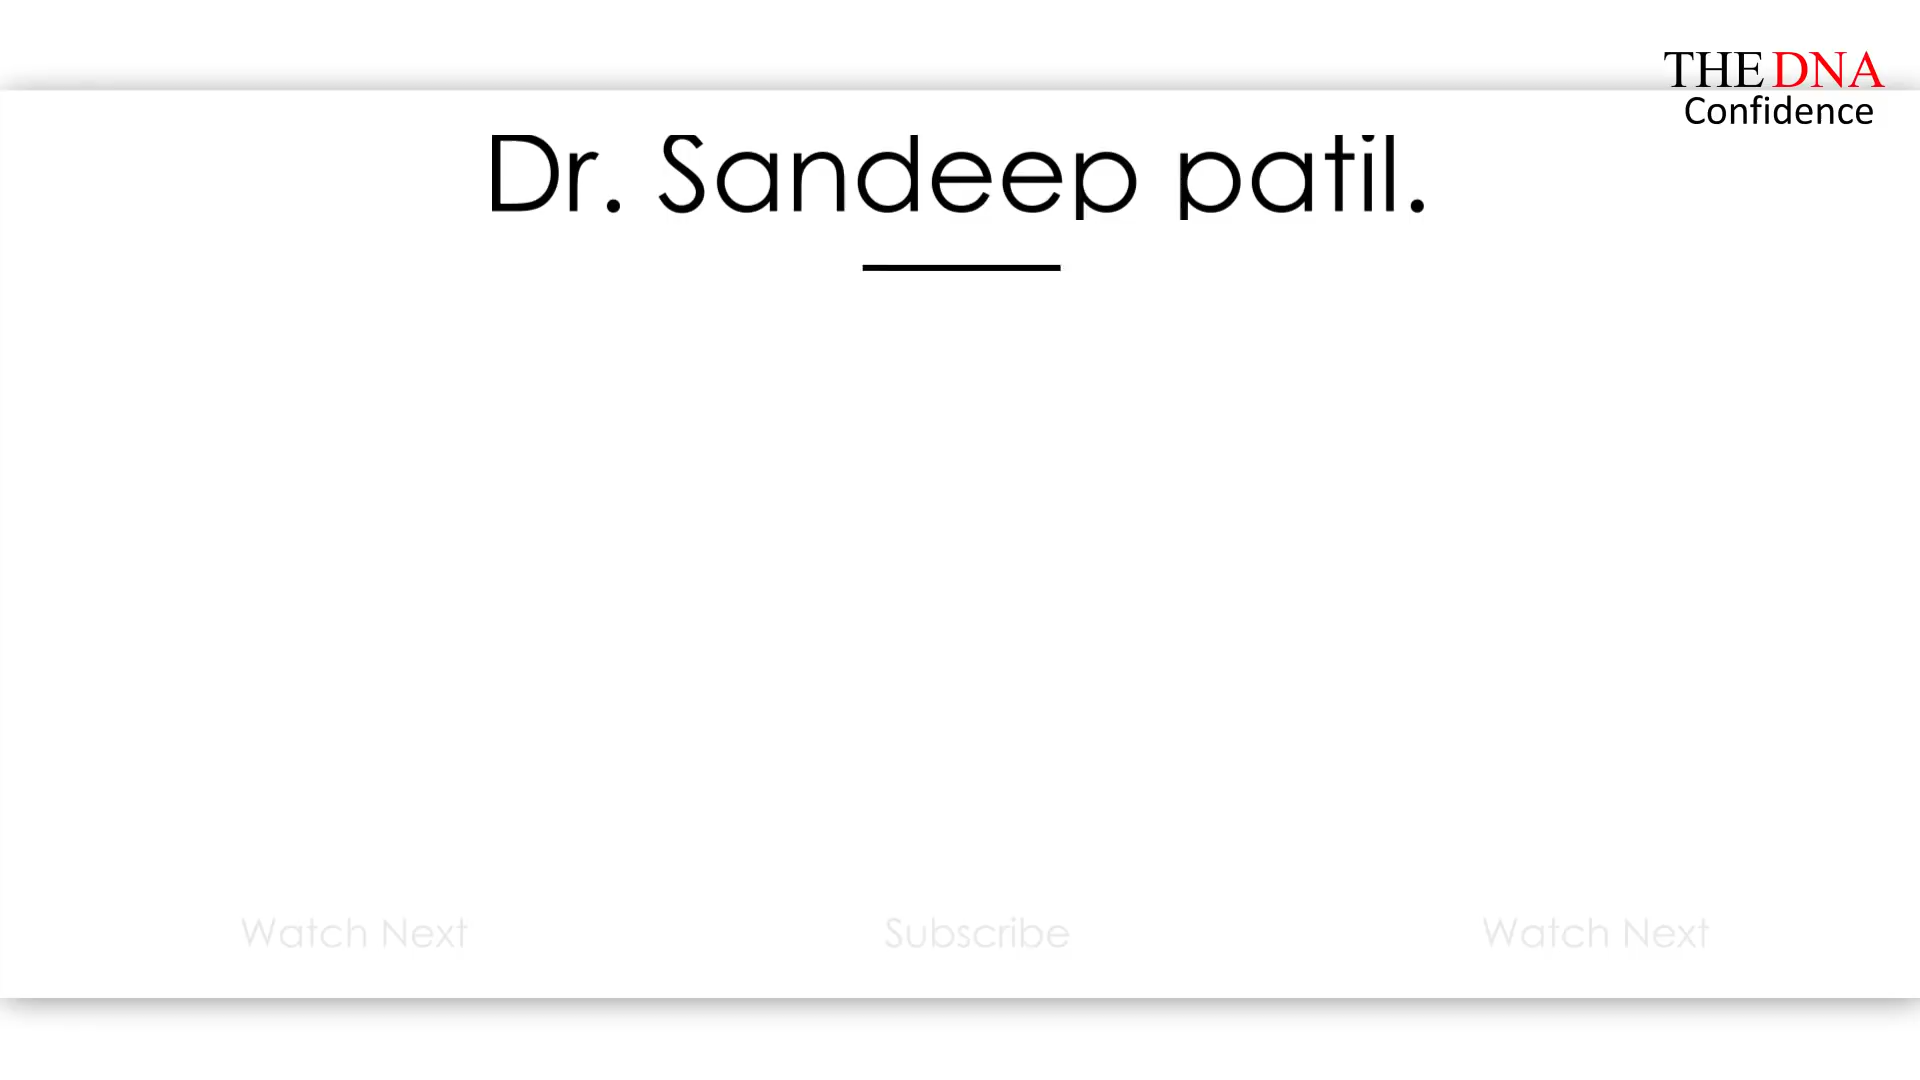 THE DNA
Confidence
Dr. Sandeep patil.
Watch Next
Subscribe
Watch Next